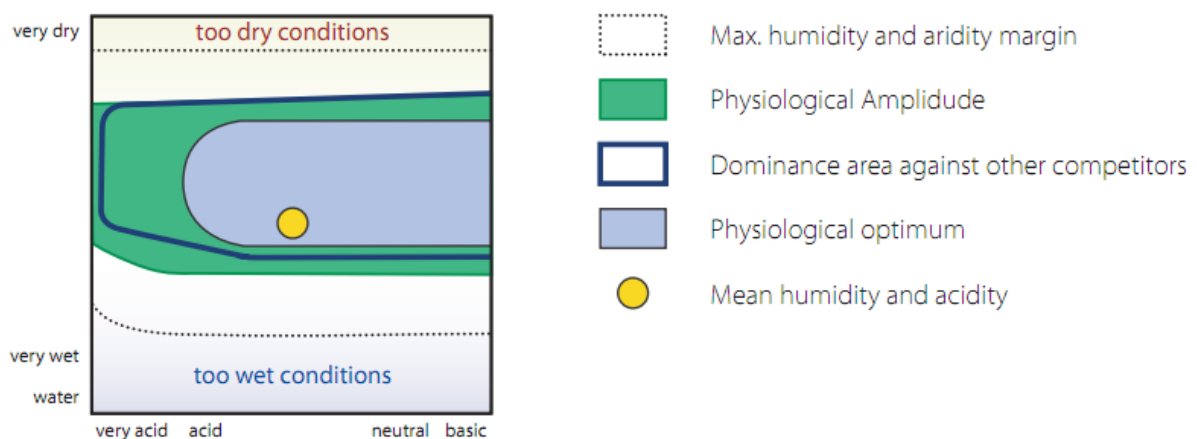 very dry
too dry conditions
very wet
too wet conditions
water
very acid acid neutral basic
Max. humidity and aridity margin
Physiological Amplidude
Dominance area against other competitors
Physiological optimum
Mean humidity and acidity